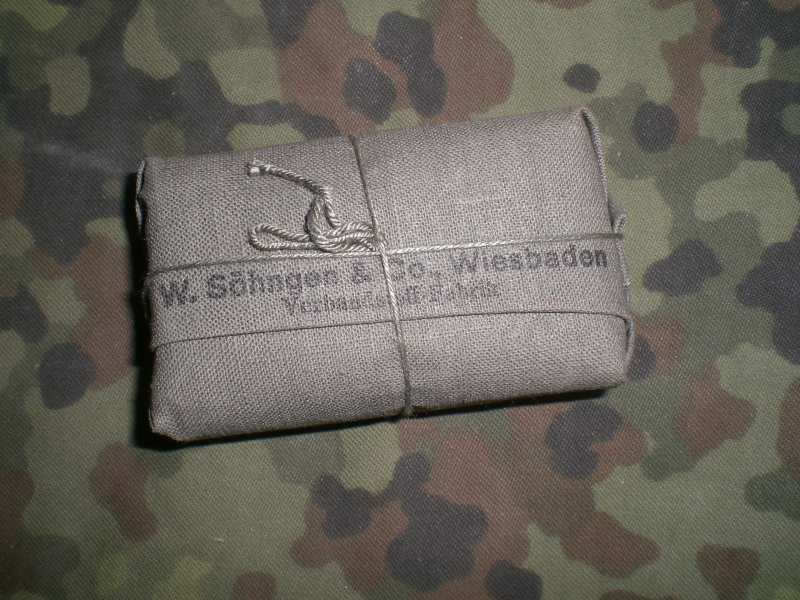 W. Söhngen & Co., Wiesbaden
Verbandstoff-Fabrik